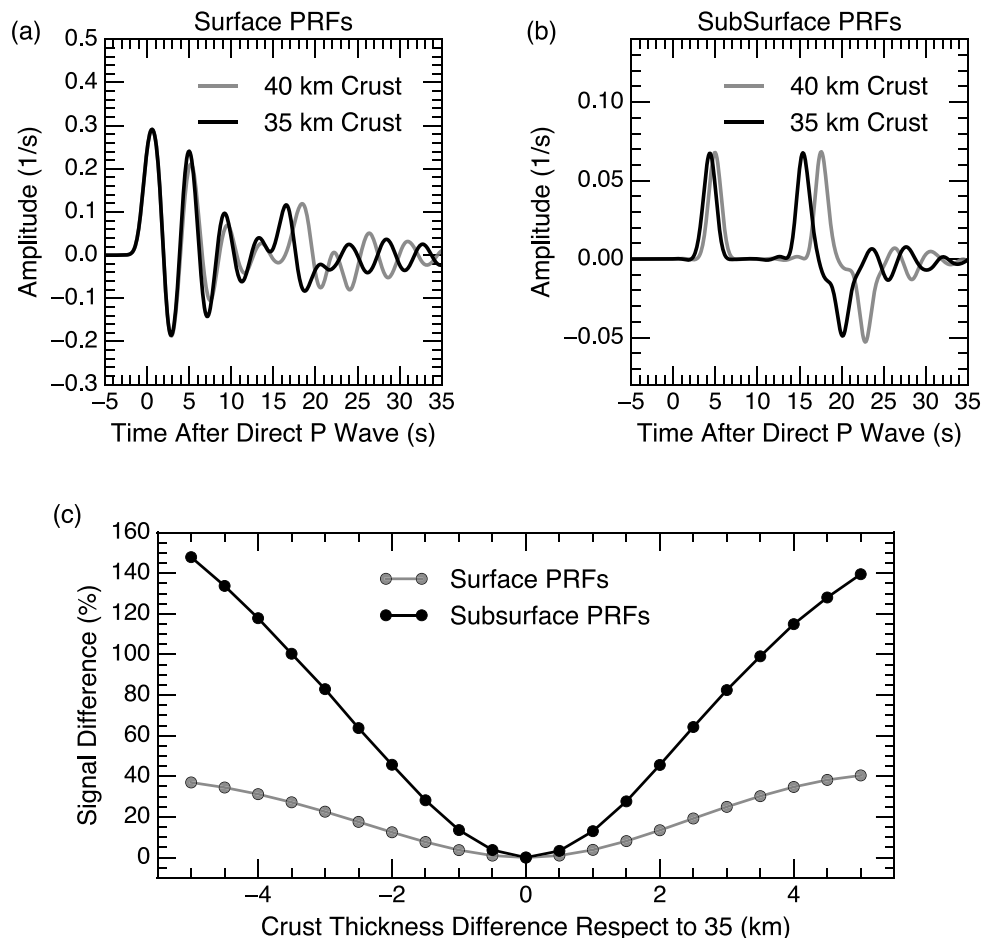 (a)
Surface PRFs
40 km Crust
35 km Crust
0.5
0.4
0.3
0.2
0.1
0.0
−0.1
−0.2
−0.3
Amplitude (1/s)
−5 0 5 10 15 20 25 30 35
Time After Direct P Wave (s)
(b)
SubSurface PRFs
40 km Crust
35 km Crust
0.10
0.05
0.00
−0.05
Amplitude (1/s)
−5 0 5 10 15 20 25 30 35
Time After Direct P Wave (s)
(c)
160
140
120
100
80
60
40
20
0
Signal Difference (%)
Surface PRFs
Subsurface PRFs
−4 −2 0 2 4
Crust Thickness Difference Respect to 35 (km)